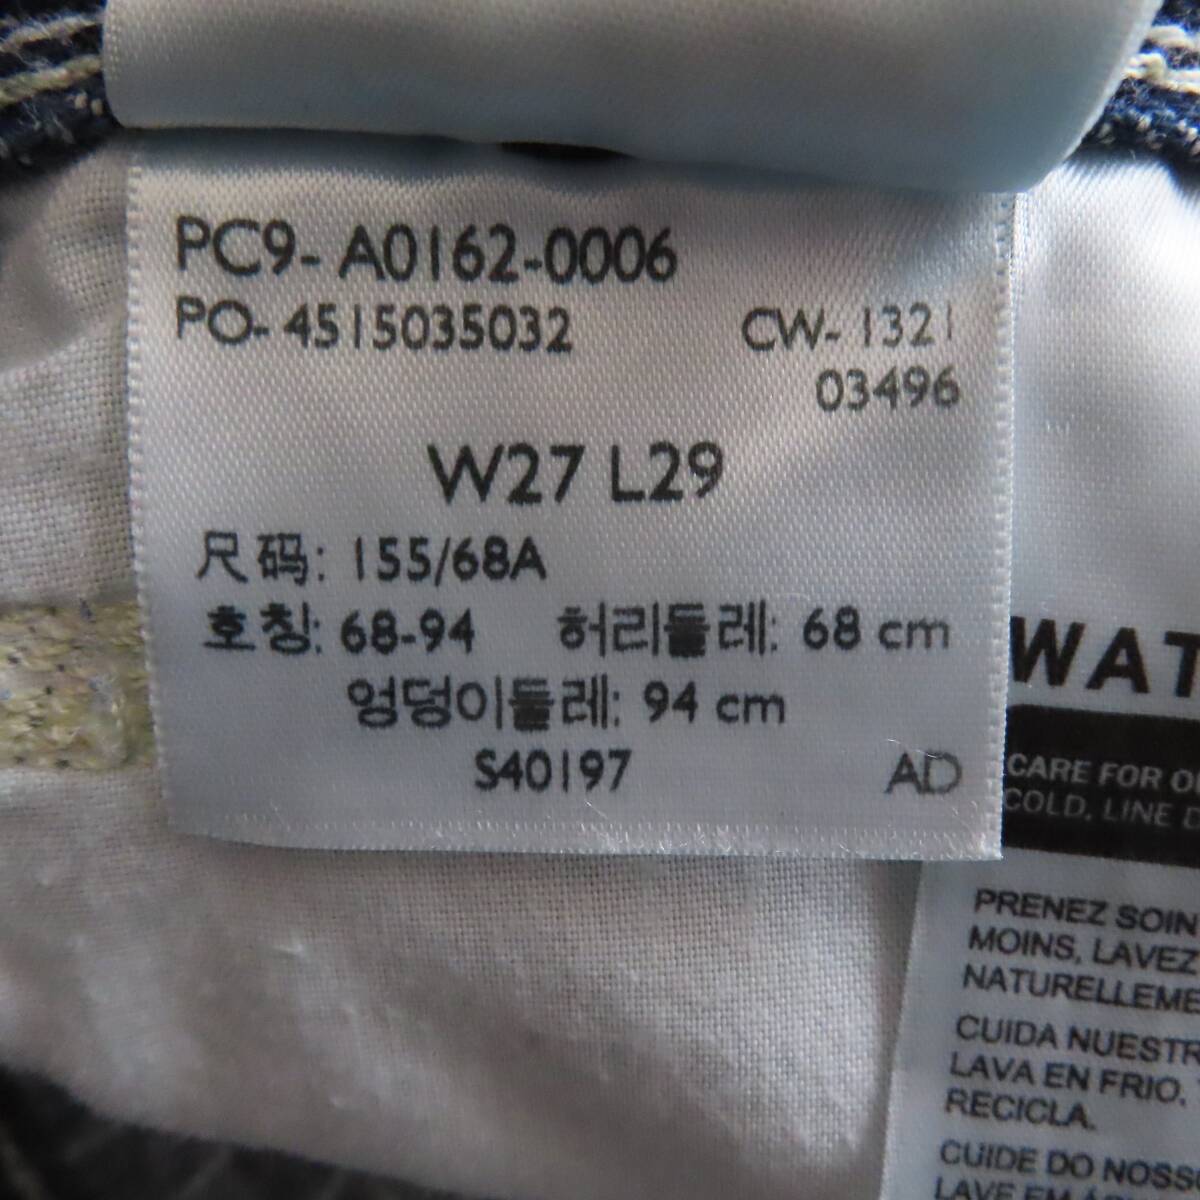 PC9- A0162-0006
PO- 4515035032 CW- 1321
03496
W27 L29
尺码: 155/68A
호칭: 68-94 허리둘레: 68 cm
엉덩이둘레: 94 cm
S40197 AD
WAT
CARE FOR
COLD, LINE
PRENEZ SOIN
MOINS, LAVEZ
NATURELLEME
CUIDA NUESTR
LAVA EN FRIO,
RECICLA.
CUIDE DO NOSS
LAVE EM